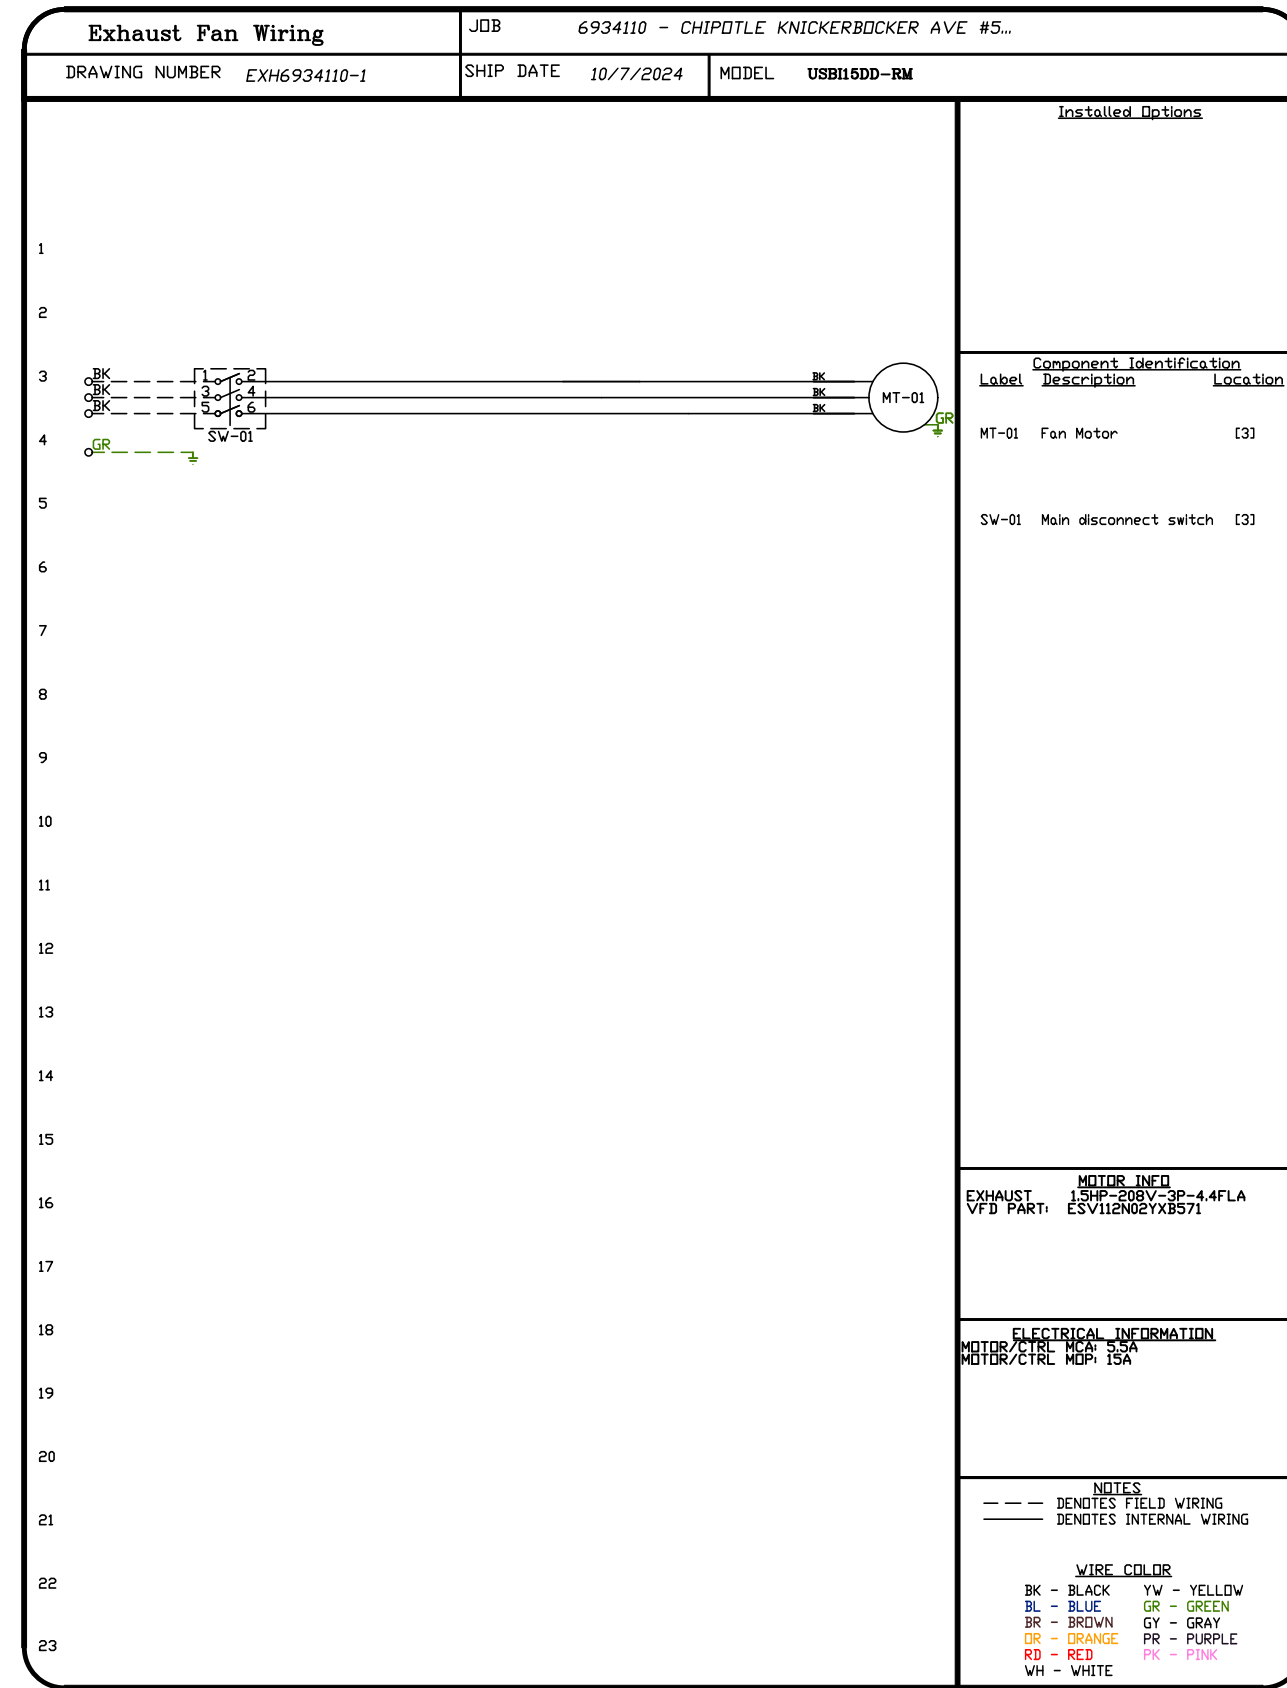 Exhaust Fan Wiring
JOB 6934110 - CHIPOTLE KNICKERBOCKER AVE #5...
DRAWING NUMBER EXH6934110-1
SHIP DATE 10/7/2024
MODEL USBI15DD-RM
Installed Options
1
2
3
4
5
6
7
8
9
10
11
12
13
14
15
16
17
18
19
20
21
22
23
BK 1 2 BK
BK 3 4 BK
BK 5 6 BK
SW-01
MT-01
GR
GR
Component Identification
Label Description Location
MT-01 Fan Motor [3]
SW-01 Main disconnect switch [3]
MOTOR INFO
EXHAUST 1.5HP-208V-3P-4.4FLA
VFD PART: ESV112N02YXB571
ELECTRICAL INFORMATION
MOTOR/CTRL MCA: 5.5A
MOTOR/CTRL MOP: 15A
NOTES
DENOTES FIELD WIRING
DENOTES INTERNAL WIRING
WIRE COLOR
BK - BLACK YW - YELLOW
BL - BLUE GR - GREEN
BR - BROWN GY - GRAY
OR - ORANGE PR - PURPLE
RD - RED PK - PINK
WH - WHITE